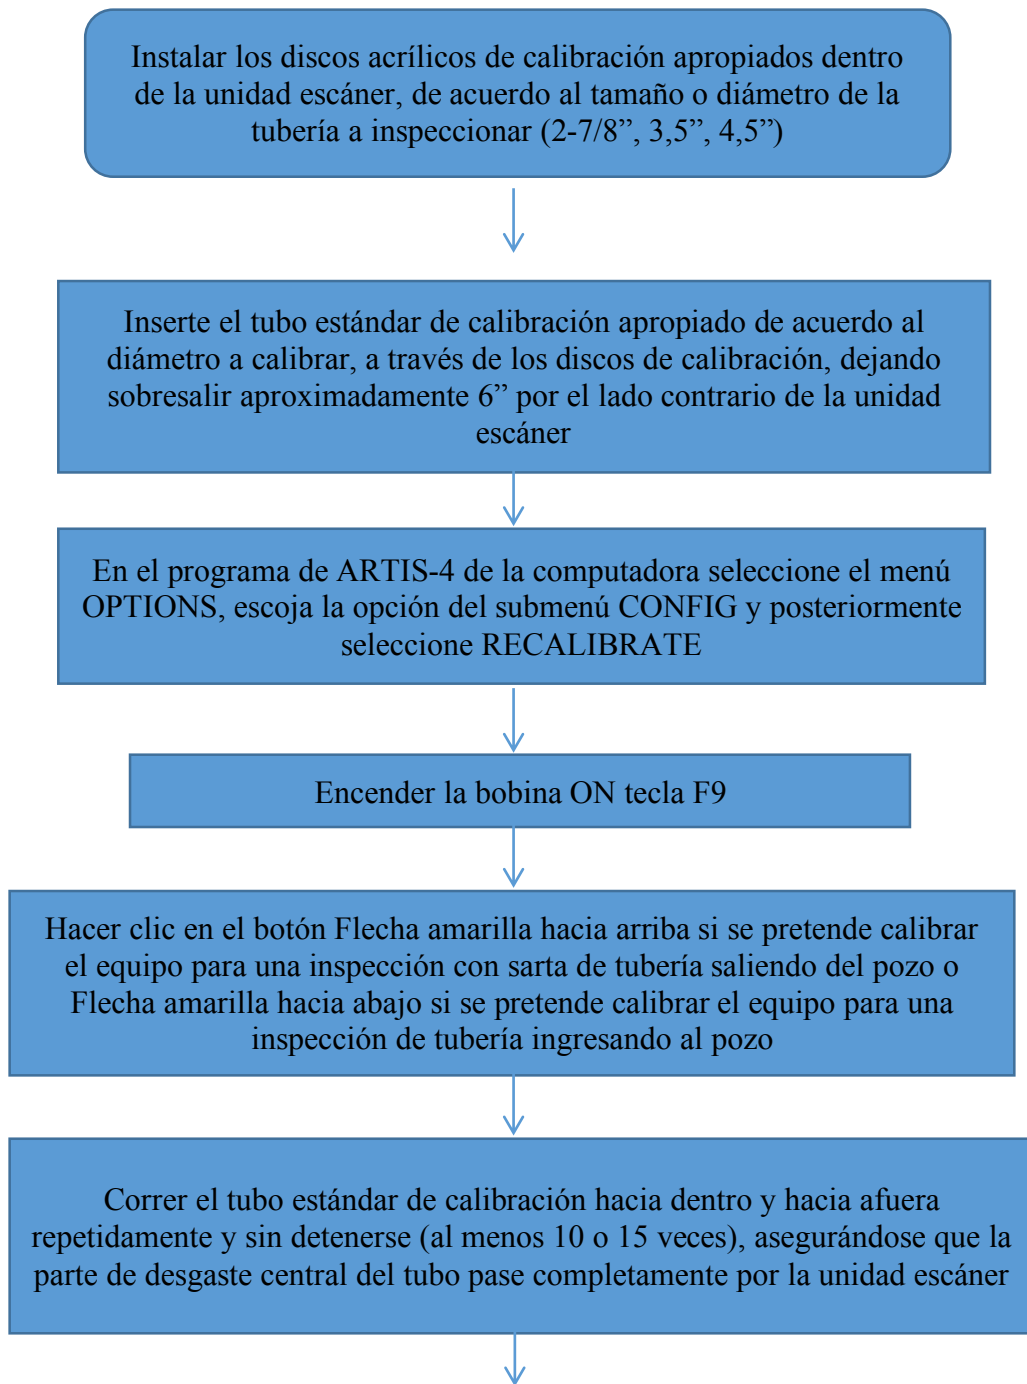 Instalar los discos acrílicos de calibración apropiados dentro
de la unidad escáner, de acuerdo al tamaño o diámetro de la
tubería a inspeccionar (2-7/8”, 3,5”, 4,5”)
Inserte el tubo estándar de calibración apropiado de acuerdo al
diámetro a calibrar, a través de los discos de calibración, dejando
sobresalir aproximadamente 6” por el lado contrario de la unidad
escáner
En el programa de ARTIS-4 de la computadora seleccione el menú
OPTIONS, escoja la opción del submenú CONFIG y posteriormente
seleccione RECALIBRATE
Encender la bobina ON tecla F9
Hacer clic en el botón Flecha amarilla hacia arriba si se pretende calibrar
el equipo para una inspección con sarta de tubería saliendo del pozo o
Flecha amarilla hacia abajo si se pretende calibrar el equipo para una
inspección de tubería ingresando al pozo
Correr el tubo estándar de calibración hacia dentro y hacia afuera
repetidamente y sin detenerse (al menos 10 o 15 veces), asegurándose que la
parte de desgaste central del tubo pase completamente por la unidad escáner